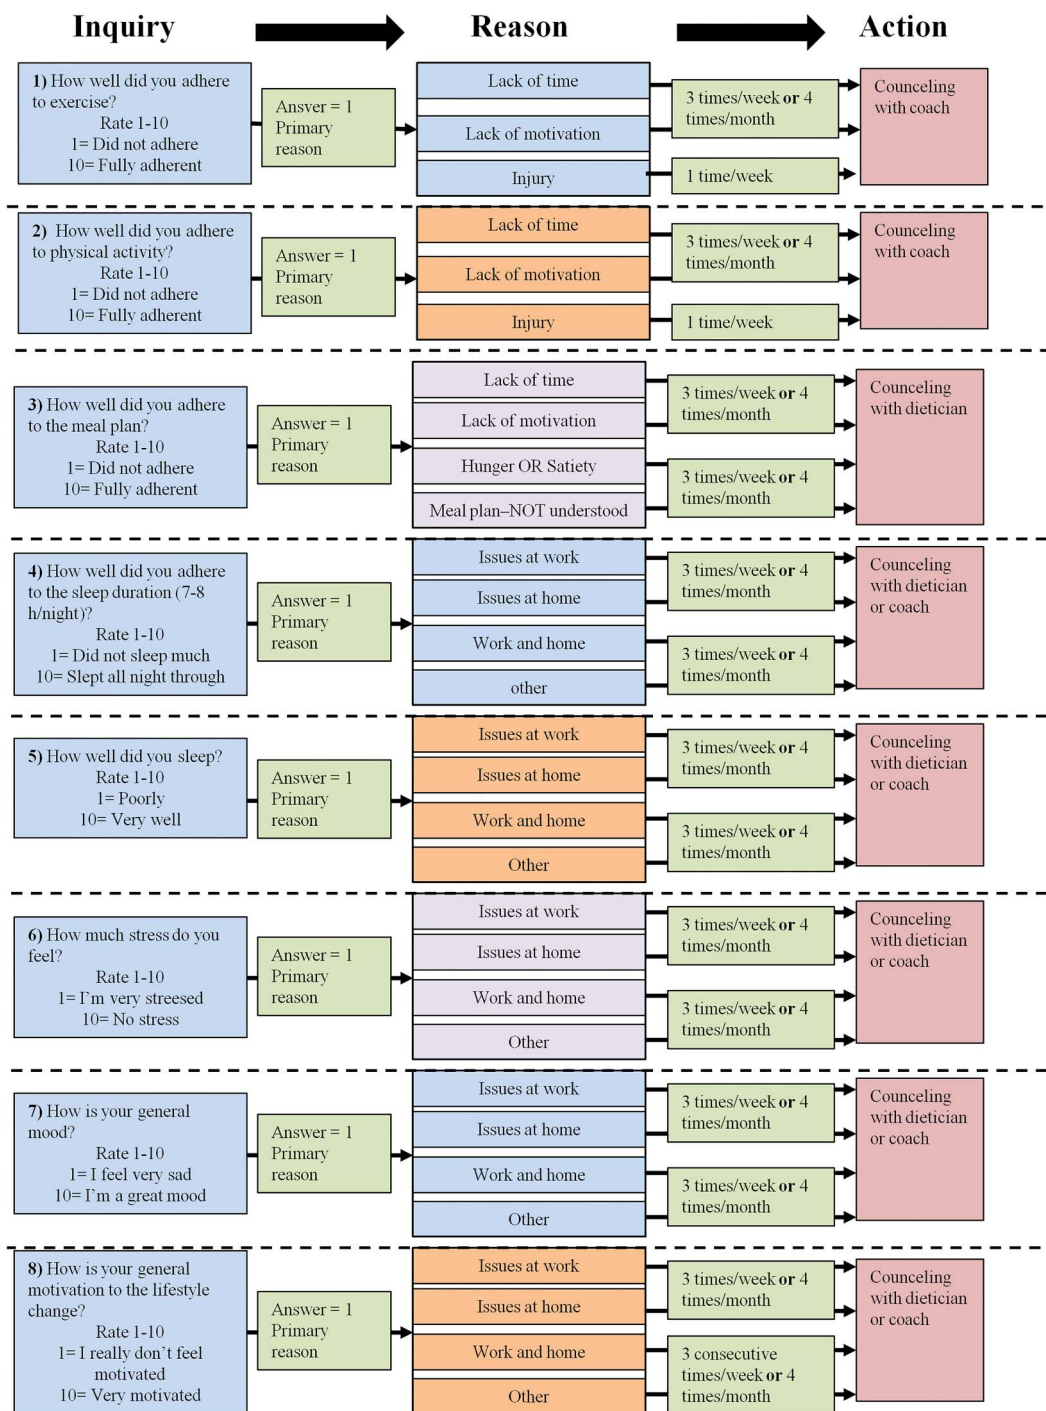 Inquiry
Reason
Action
1) How well did you adhere
to exercise?
Rate 1-10
1= Did not adhere
10= Fully adherent
Answer = 1
Primary
reason
Lack of time
Lack of motivation
Injury
3 times/week or 4
times/month
1 time/week
Counceling
with coach
2) How well did you adhere
to physical activity?
Rate 1-10
1= Did not adhere
10= Fully adherent
Answer = 1
Primary
reason
Lack of time
Lack of motivation
Injury
3 times/week or 4
times/month
1 time/week
Counceling
with coach
3) How well did you adhere
to the meal plan?
Rate 1-10
1= Did not adhere
10= Fully adherent
Answer = 1
Primary
reason
Lack of time
Lack of motivation
Hunger OR Satiety
Meal plan–NOT understood
3 times/week or 4
times/month
3 times/week or 4
times/month
Counceling
with dietician
4) How well did you adhere
to the sleep duration (7-8
h/night)?
Rate 1-10
1= Did not sleep much
10= Slept all night through
Answer = 1
Primary
reason
Issues at work
Issues at home
Work and home
other
3 times/week or 4
times/month
3 times/week or 4
times/month
Counceling
with dietician
or coach
5) How well did you sleep?
Rate 1-10
1= Poorly
10= Very well
Answer = 1
Primary
reason
Issues at work
Issues at home
Work and home
Other
3 times/week or 4
times/month
3 times/week or 4
times/month
Counceling
with dietician
or coach
6) How much stress do you
feel?
Rate 1-10
1= I'm very streesed
10= No stress
Answer = 1
Primary
reason
Issues at work
Issues at home
Work and home
Other
3 times/week or 4
times/month
3 times/week or 4
times/month
Counceling
with dietician
or coach
7) How is your general
mood?
Rate 1-10
1= I feel very sad
10= I'm a great mood
Answer = 1
Primary
reason
Issues at work
Issues at home
Work and home
Other
3 times/week or 4
times/month
3 times/week or 4
times/month
Counceling
with dietician
or coach
8) How is your general
motivation to the lifestyle
change?
Rate 1-10
1= I really don't feel
motivated
10= Very motivated
Answer = 1
Primary
reason
Issues at work
Issues at home
Work and home
Other
3 times/week or 4
times/month
3 consecutive
times/week or 4
times/month
Counceling
with dietician
or coach